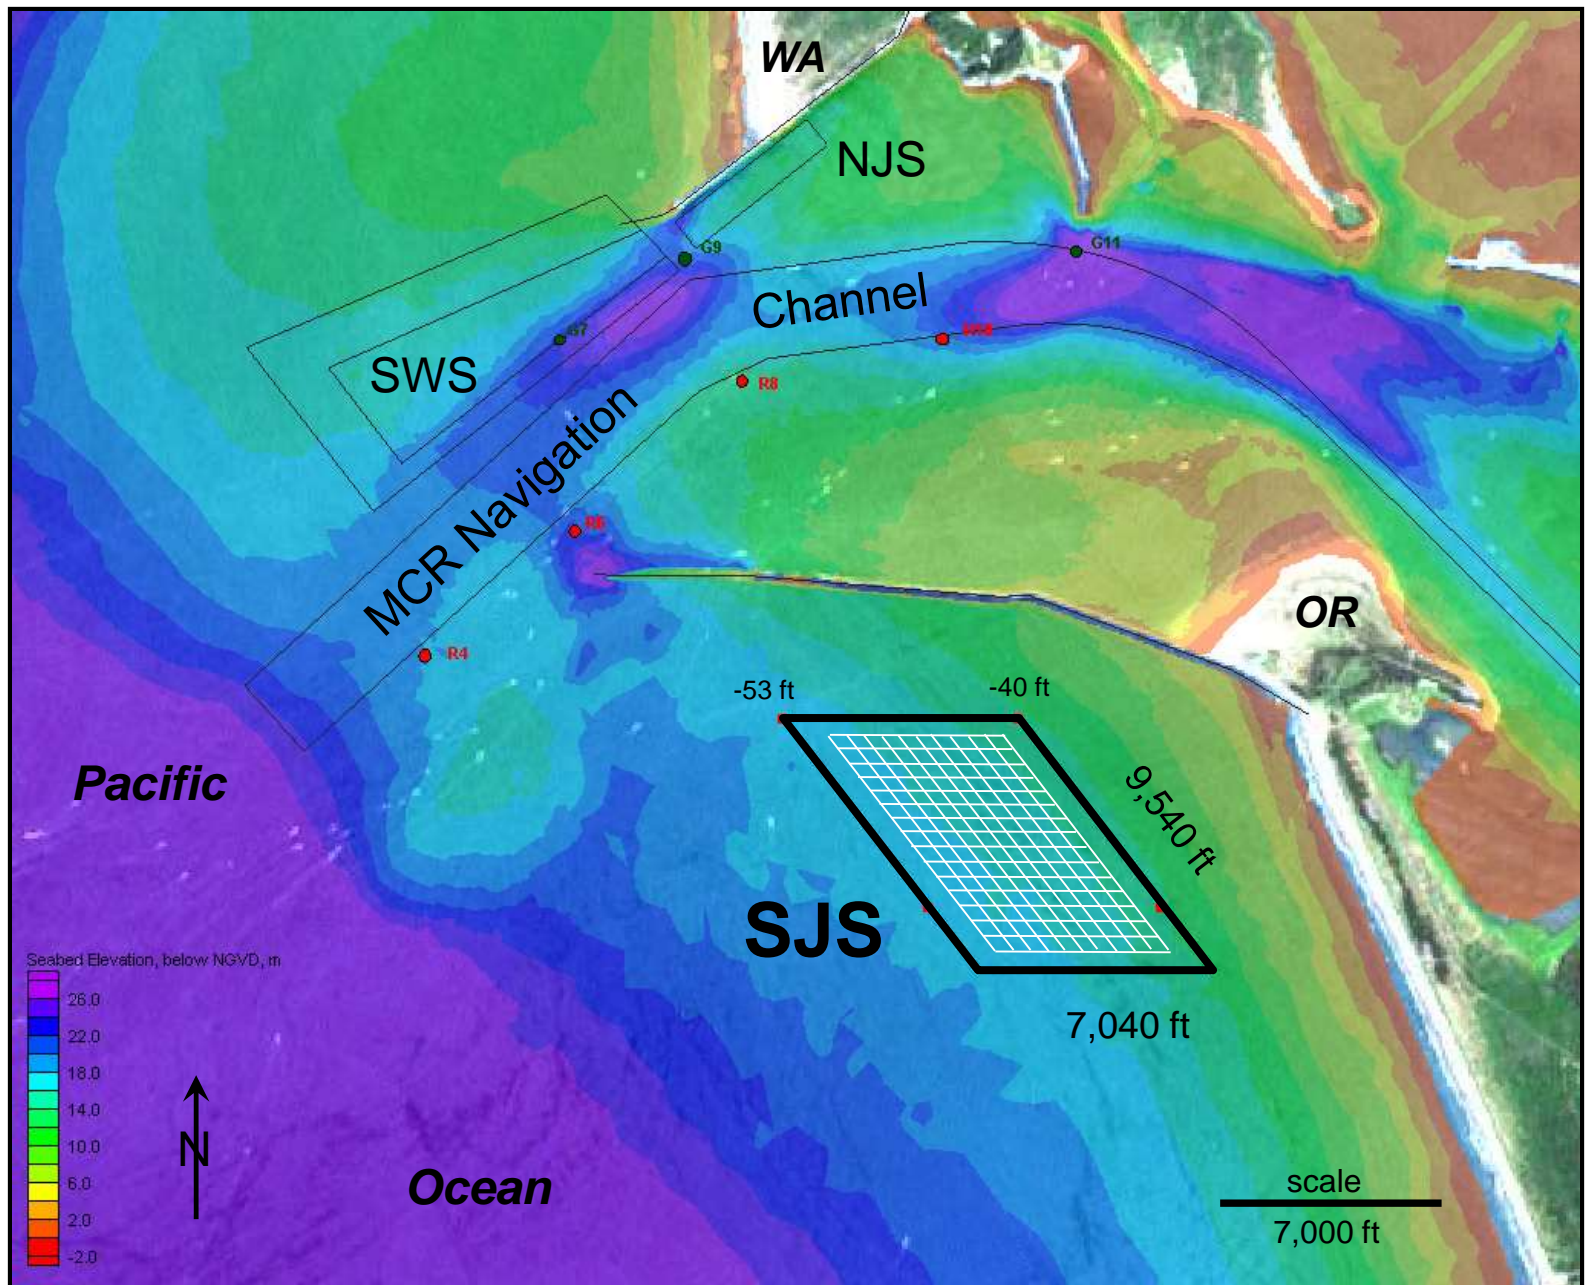 WA
NJS
G9
G11
Channel
R10
G7
SWS
R8
MCR Navigation
R6
OR
R4
-53 ft
-40 ft
Pacific
9,540 ft
SJS
Seabed Elevation, below NGVD, m
26.0
22.0
18.0
14.0
10.0
6.0
2.0
-2.0
7,040 ft
N
Ocean
scale
7,000 ft